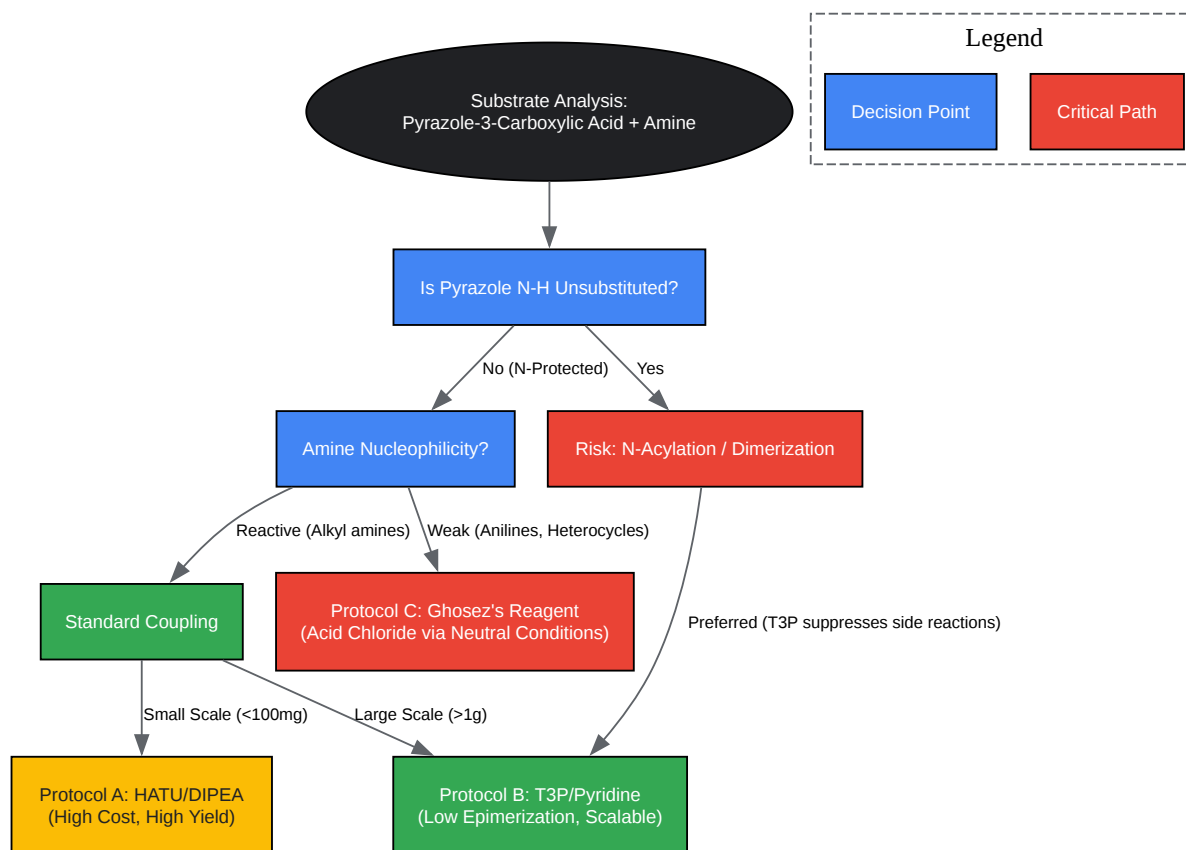 Legend
Decision Point
Critical Path
Substrate Analysis:
Pyrazole-3-Carboxylic Acid + Amine
Is Pyrazole N-H Unsubstituted?
No (N-Protected)
Yes
Amine Nucleophilicity?
Risk: N-Acylation / Dimerization
Reactive (Alkyl amines)
Weak (Anilines, Heterocycles)
Standard Coupling
Protocol C: Ghosez's Reagent
(Acid Chloride via Neutral Conditions)
Preferred (T3P suppresses side reactions)
Small Scale (<100mg)
Large Scale (>1g)
Protocol A: HATU/DIPEA
(High Cost, High Yield)
Protocol B: T3P/Pyridine
(Low Epimerization, Scalable)